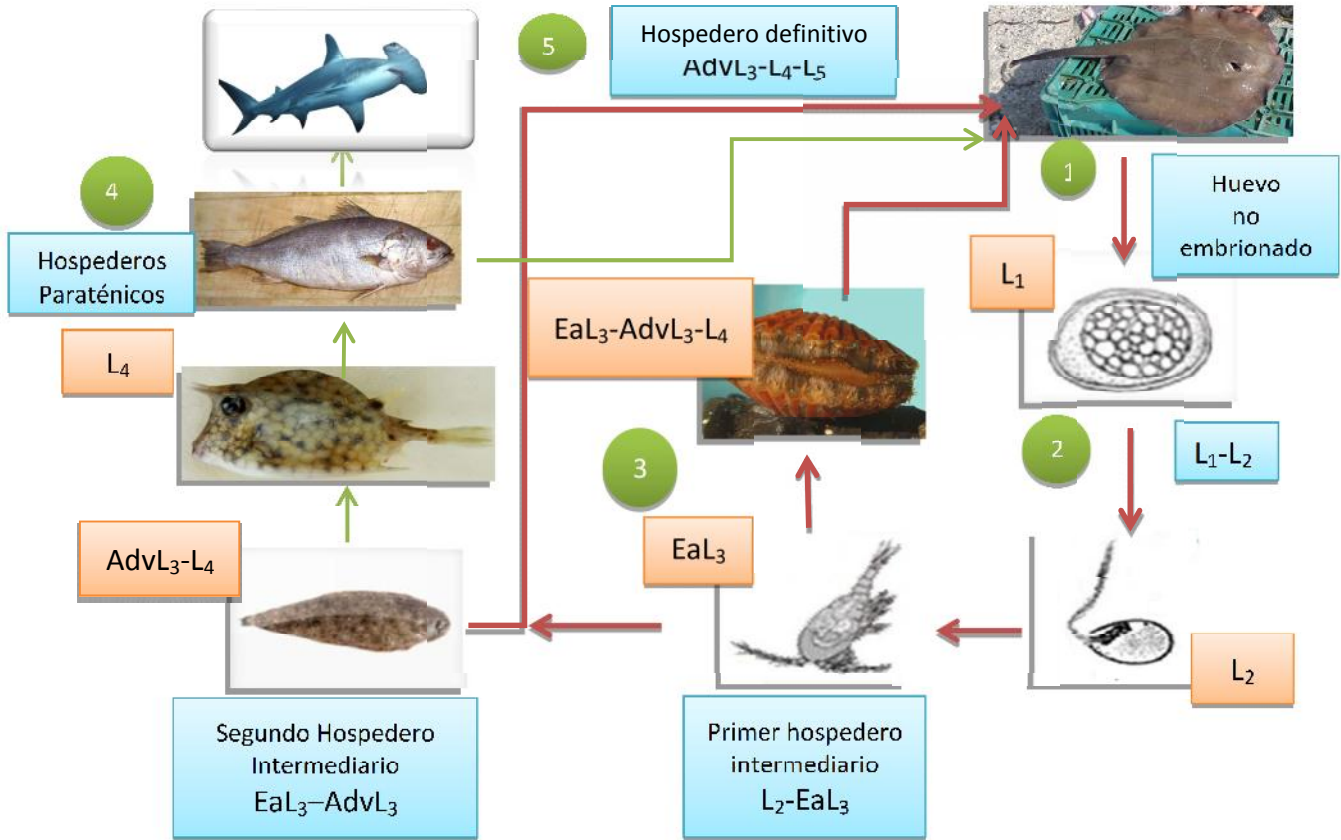 5
Hospedero definitivo
AdvL₃-L₄-L₅
4
Hospederos
Paraténicos
1
Huevo
no
embrionado
L₁
EaL₃-AdvL₃-L₄
L₄
2
L₁-L₂
3
AdvL₃-L₄
EaL₃
L₂
Segundo Hospedero
Intermediario
EaL₃–AdvL₃
Primer hospedero
intermediario
L₂-EaL₃